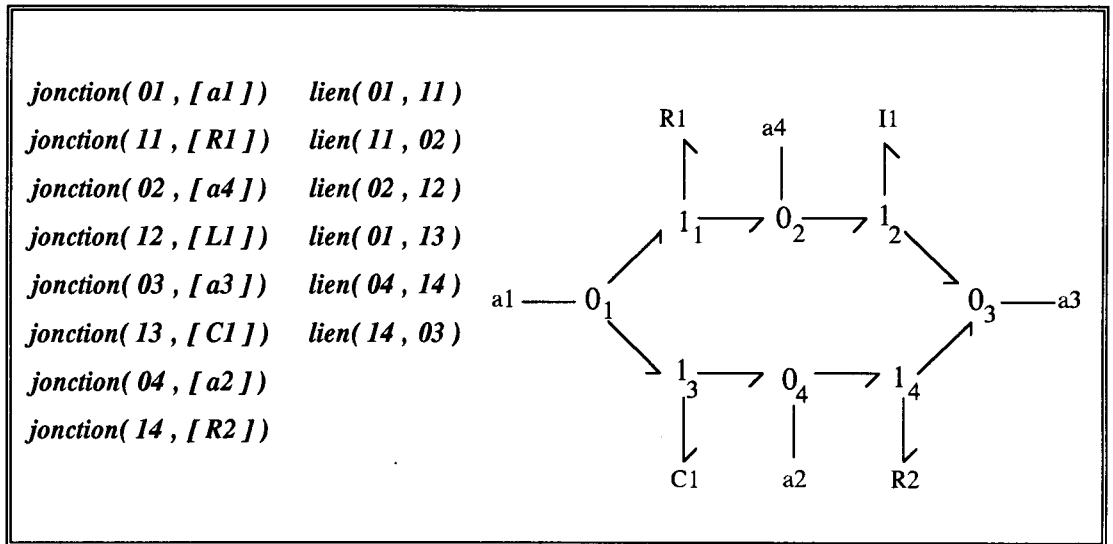 jonction( 01 , [ a1 ])    lien( 01 , 11 )
jonction( 11 , [ R1 ])    lien( 11 , 02 )
jonction( 02 , [ a4 ])    lien( 02 , 12 )
jonction( 12 , [ L1 ])    lien( 01 , 13 )
jonction( 03 , [ a3 ])    lien( 04 , 14 )
jonction( 13 , [ C1 ])    lien( 14 , 03 )
jonction( 04 , [ a2 ])
jonction( 14 , [ R2 ])
R1 a4 I1
1₁ 0₂ 1₂
a1 0₁ 0₃ a3
1₃ 0₄ 1₄
C1 a2 R2